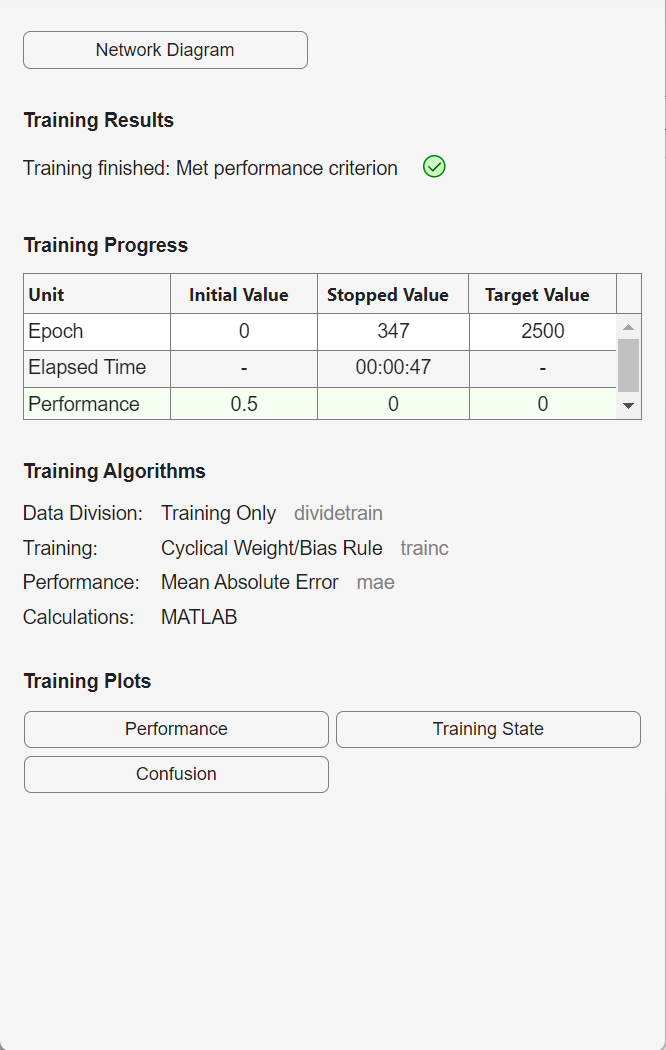 Network Diagram
Training Results
Training finished: Met performance criterion
Training Progress
Unit Initial Value Stopped Value Target Value
Epoch 0 347 2500
Elapsed Time - 00:00:47 -
Performance 0.5 0 0
Training Algorithms
Data Division: Training Only dividetrain
Training: Cyclical Weight/Bias Rule trainc
Performance: Mean Absolute Error mae
Calculations: MATLAB
Training Plots
Performance Training State
Confusion